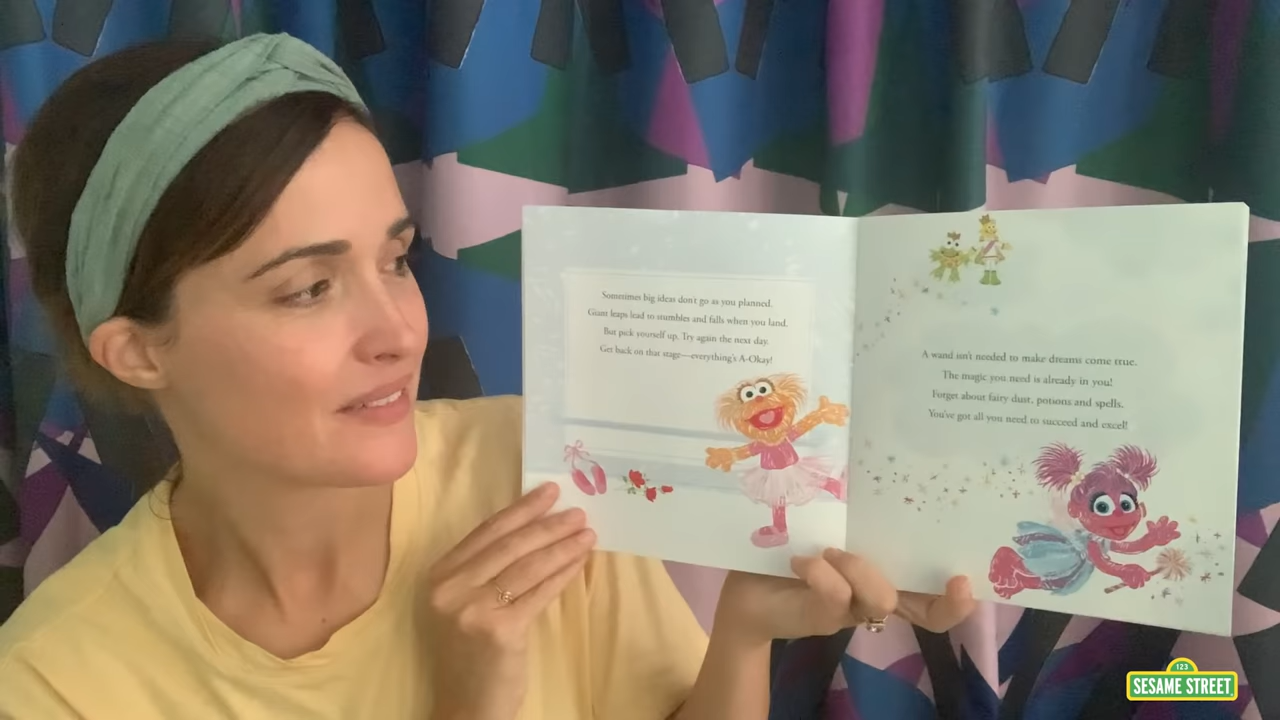 Sometimes big ideas don't go as you planned.
Giant leaps lead to stumbles and falls when you land.
But pick yourself up. Try again the next day.
Get back on that stage—everything's A-Okay!
A wand isn't needed to make dreams come true.
The magic you need is already in you!
Forget about fairy dust, potions and spells.
You've got all you need to succeed and excel!
123
SESAME STREET